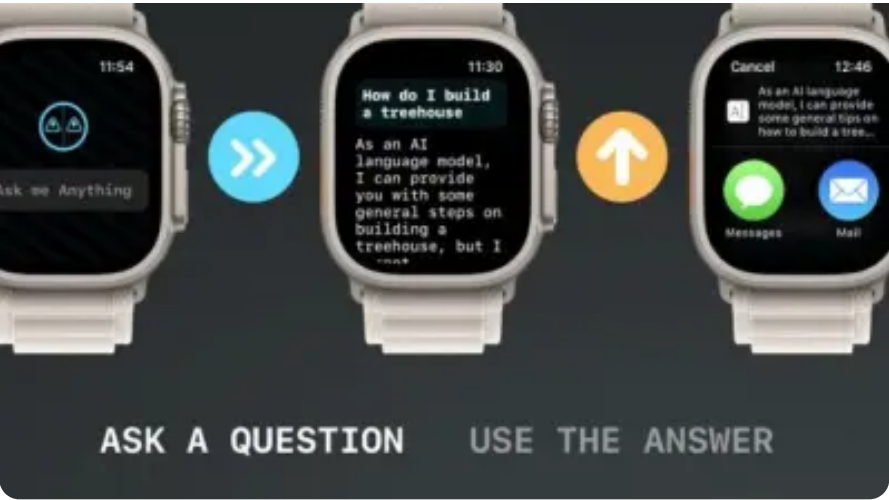 11:54
Ask me Anything
11:30
How do I build
a treehouse
As an AI
language model,
I can provide
you with some
general steps on
building a
treehouse, but I
Cancel 12:46
AI
As an AI language
model, I can provide
some general tips on
how to build a tree...
Messages Mail
ASK A QUESTION USE THE ANSWER